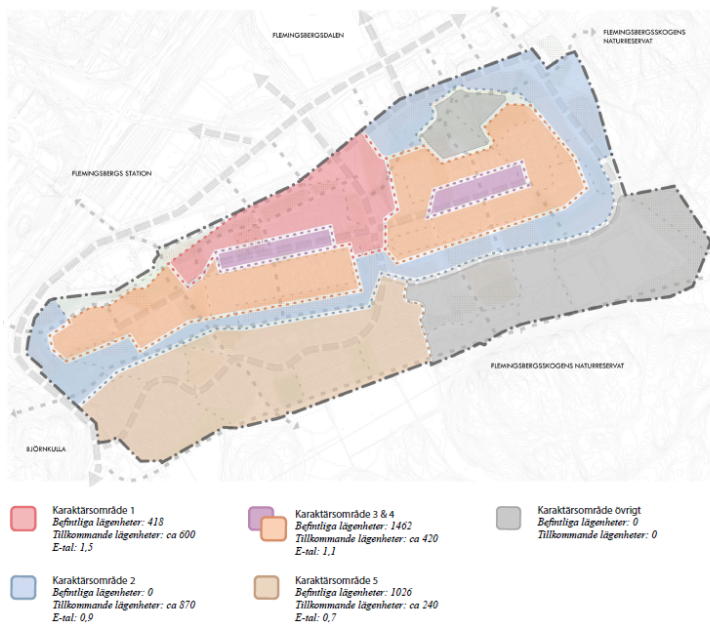 FLEMINGSBERGSDALEN
FLEMINGSBERGSSKOGENS
NATURRESERVAT
FLEMINGSBERGS STATION
FLEMINGSBERGSSKOGENS NATURRESERVAT
BJÖRNKULLA
Karaktärsområde 1
Befintliga lägenheter: 418
Tillkommande lägenheter: ca 600
E-tal: 1,5
Karaktärsområde 3 & 4
Befintliga lägenheter: 1462
Tillkommande lägenheter: ca 420
E-tal: 1,1
Karaktärsområde övrigt
Befintliga lägenheter: 0
Tillkommande lägenheter: 0
Karaktärsområde 2
Befintliga lägenheter: 0
Tillkommande lägenheter: ca 870
E-tal: 0,9
Karaktärsområde 5
Befintliga lägenheter: 1026
Tillkommande lägenheter: ca 240
E-tal: 0,7